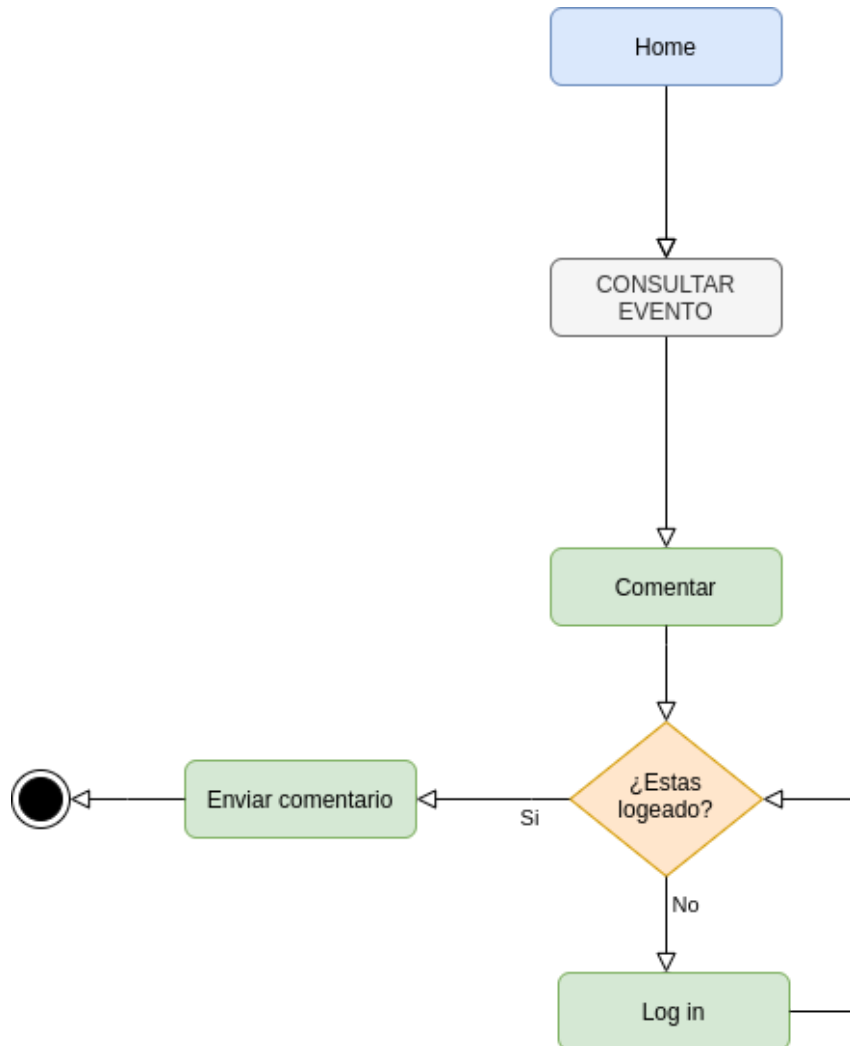 Home
CONSULTAR
EVENTO
Comentar
¿Estas
logeado?
Enviar comentario
Si
No
Log in